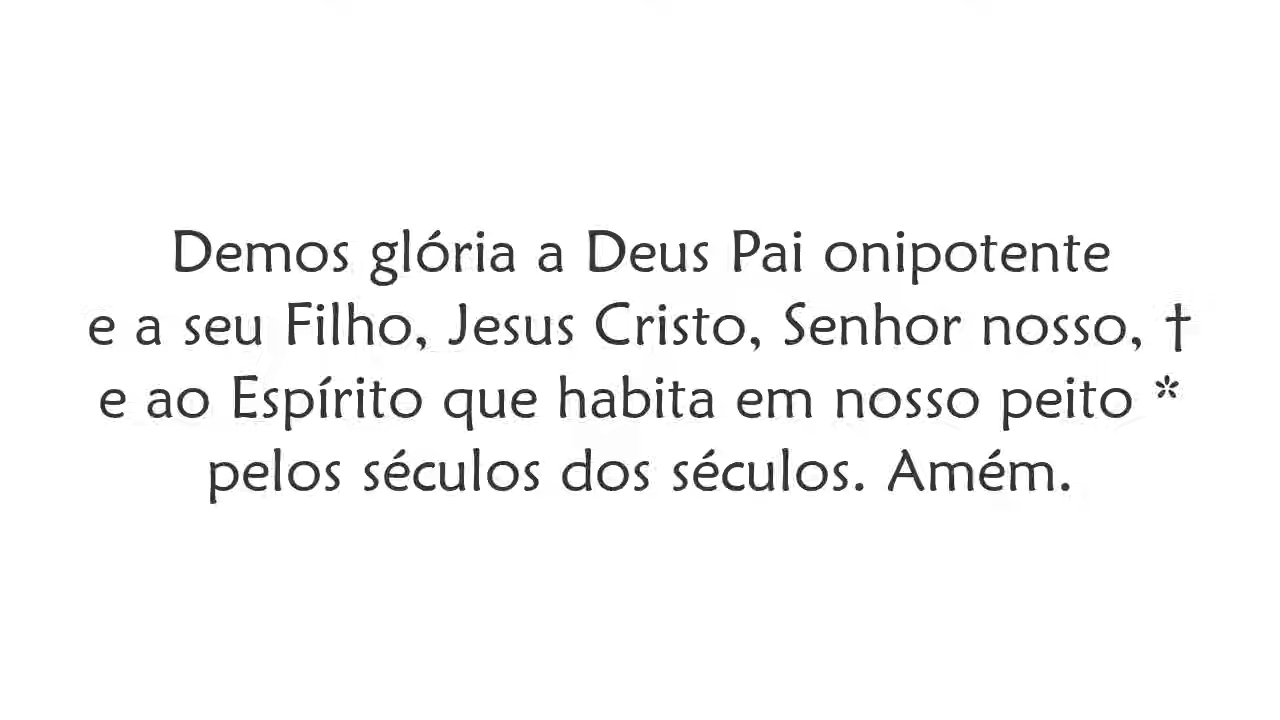 Demos glória a Deus Pai onipotente
e a seu Filho, Jesus Cristo, Senhor nosso, †
e ao Espírito que habita em nosso peito *
pelos séculos dos séculos. Amém.